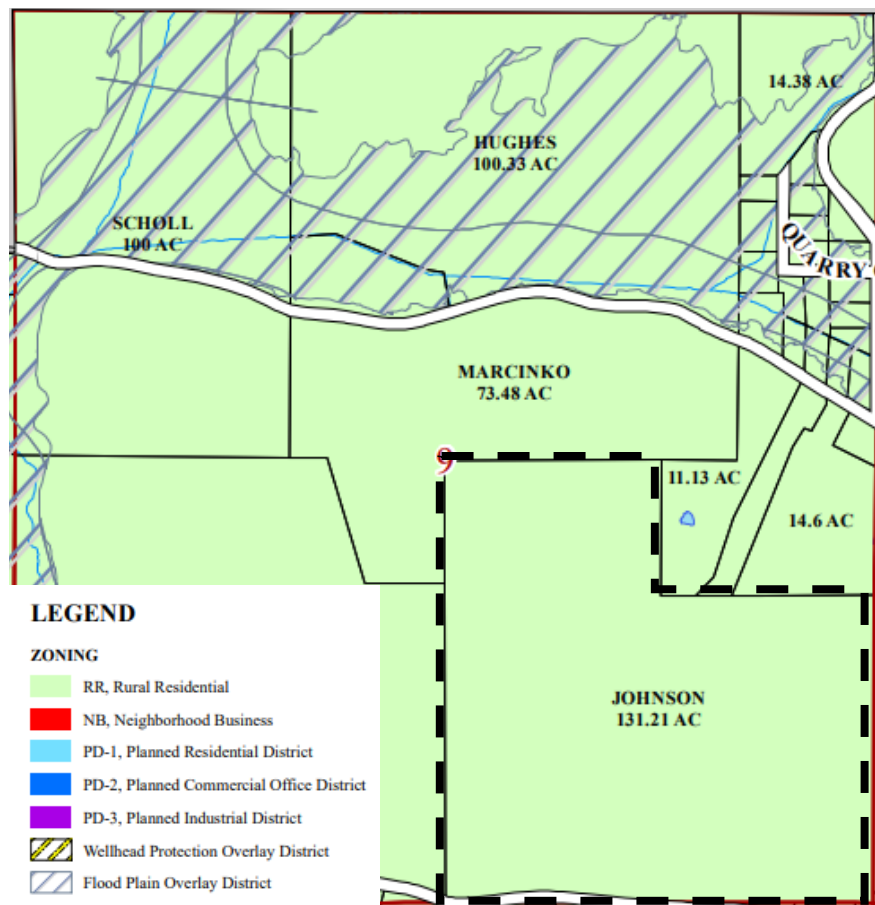 14.38 AC
HUGHES
100.33 AC
SCHOLL
100 AC
QUARRY
MARCINKO
73.48 AC
9
11.13 AC
14.6 AC
JOHNSON
131.21 AC
LEGEND
ZONING
RR, Rural Residential
NB, Neighborhood Business
PD-1, Planned Residential District
PD-2, Planned Commercial Office District
PD-3, Planned Industrial District
Wellhead Protection Overlay District
Flood Plain Overlay District